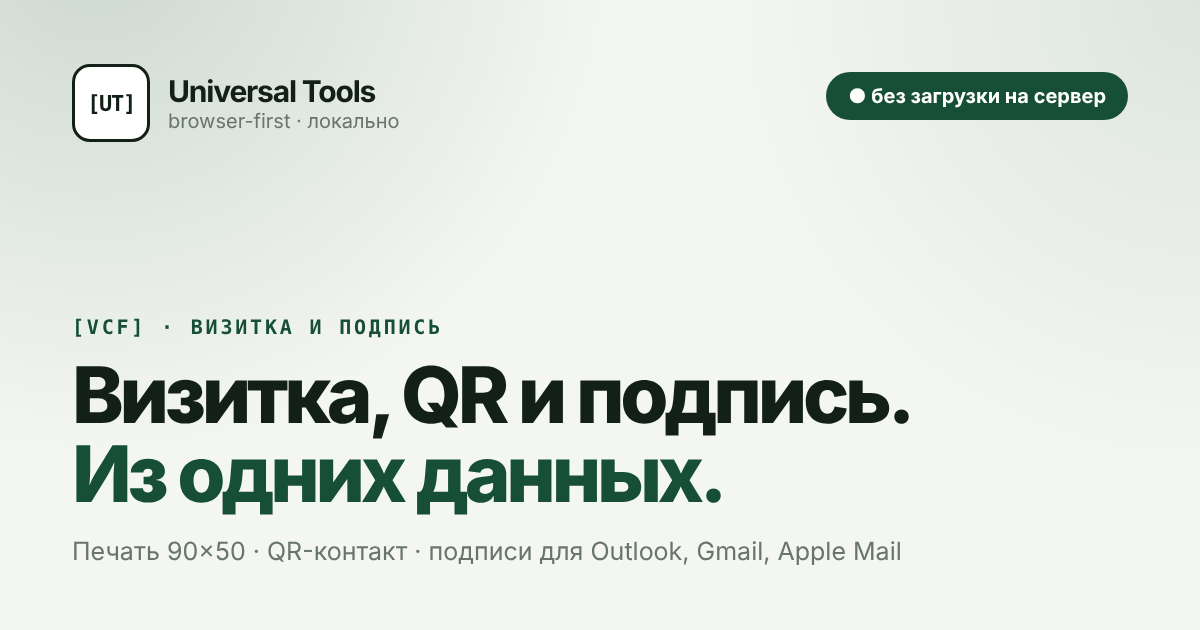 [UT]
Universal Tools
browser-first · локально
без загрузки на сервер
[VCF] · ВИЗИТКА И ПОДПИСЬ
Визитка, QR и подпись.
Из одних данных.
Печать 90×50 · QR-контакт · подписи для Outlook, Gmail, Apple Mail